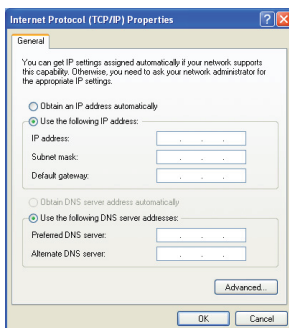 Internet Protocol (TCP/IP) Properties
General
You can get IP settings assigned automatically if your network supports
this capability. Otherwise, you need to ask your network administrator for
the appropriate IP settings.
Obtain an IP address automatically
Use the following IP address:
IP address:
Subnet mask:
Default gateway:
Obtain DNS server address automatically
Use the following DNS server addresses:
Preferred DNS server:
Alternate DNS server:
Advanced...
OK Cancel